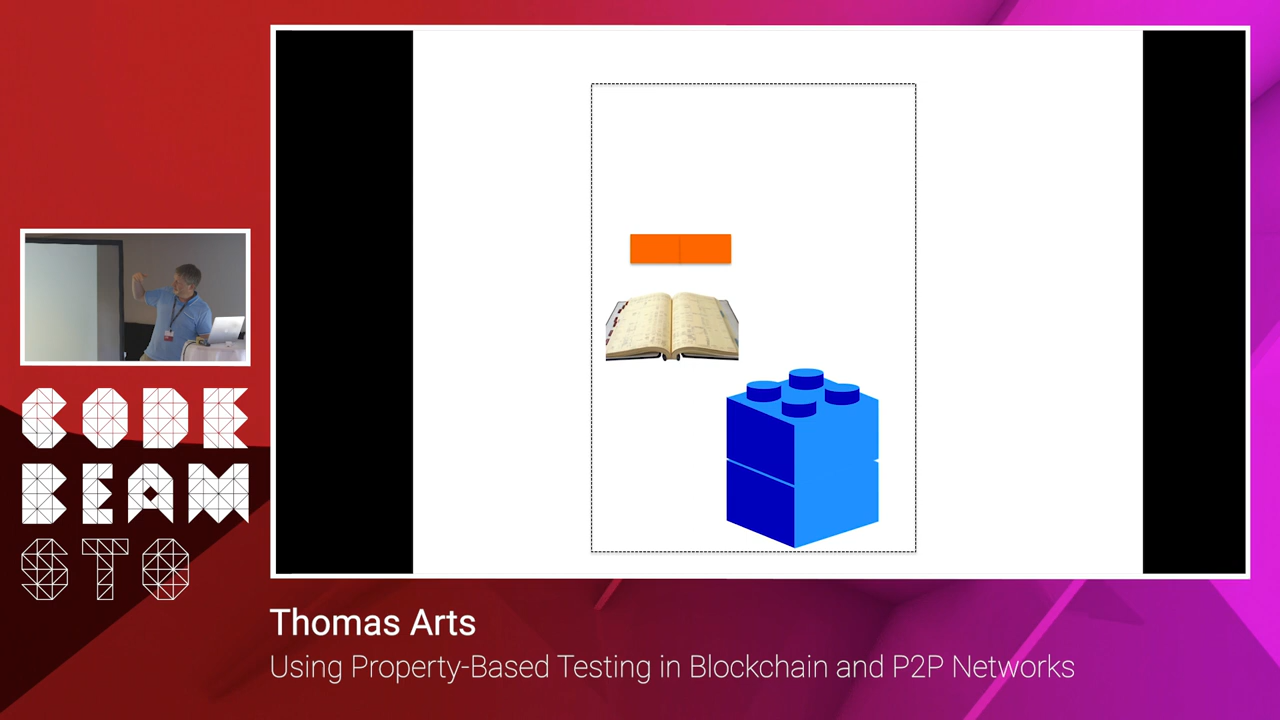 CODE
BEAM
STO
Thomas Arts
Using Property-Based Testing in Blockchain and P2P Networks